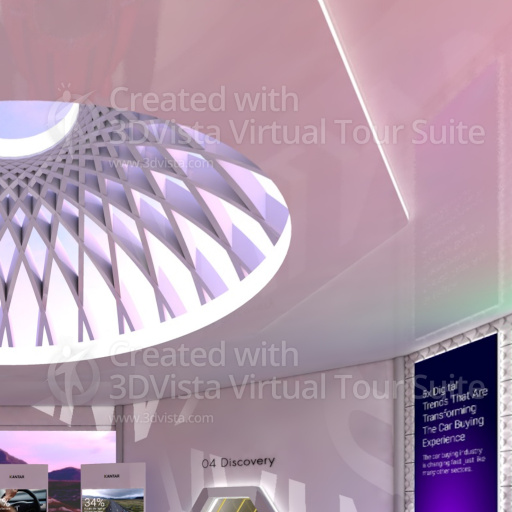 Created with
3DVista Virtual Tour Suite
www.3dvista.com
Created with
3DVista Virtual Tour Suite
www.3dvista.com
04 Discovery
KANTAR
KANTAR
34%
Digital
Trends That Are
Transforming
The Car Buying
Experience
The car buying industry
is changing fast, just like
many other sectors.